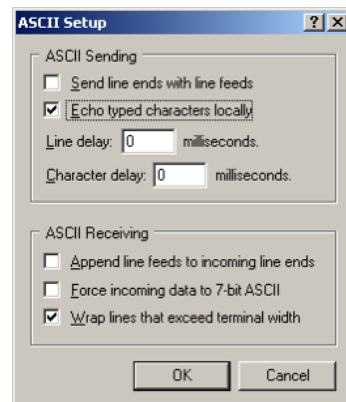 ASCII Setup
ASCII Sending
Send line ends with line feeds
Echo typed characters locally
Line delay: 0 milliseconds.
Character delay: 0 milliseconds.
ASCII Receiving
Append line feeds to incoming line ends
Force incoming data to 7-bit ASCII
Wrap lines that exceed terminal width
OK Cancel